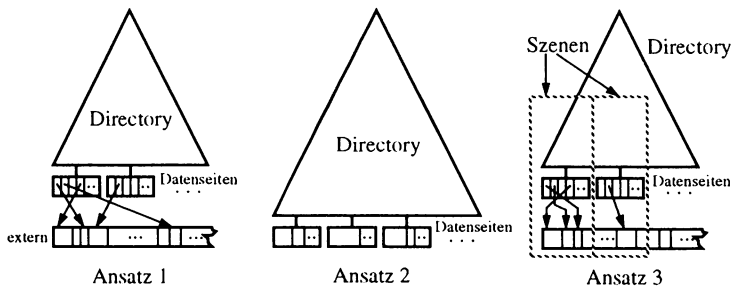 Directory
Datenseiten
. . .
extern
...
Ansatz 1
Directory
Datenseiten
. . .
Ansatz 2
Szenen
Directory
Datenseiten
. . .
...
Ansatz 3